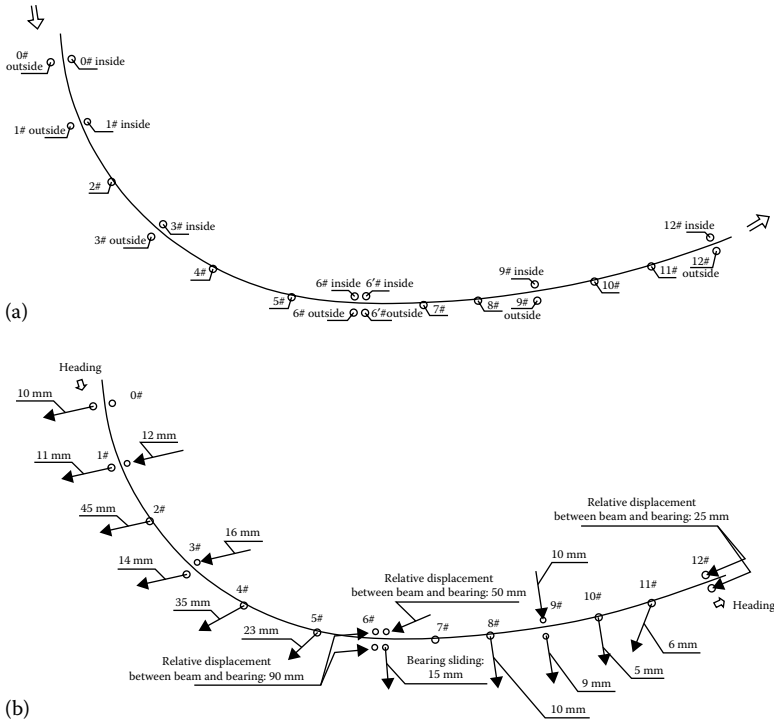 0#
outside
0# inside
1# outside
1# inside
2#
3# inside
3# outside
4#
5#
6# inside
6'# inside
6# outside
6'#outside
7#
8#
9# inside
9#
outside
10#
11#
12# inside
12#
outside
(a)
Heading
10 mm
0#
12 mm
1#
11 mm
45 mm
2#
16 mm
3#
14 mm
4#
35 mm
5#
23 mm
Relative displacement
between beam and bearing: 90 mm
6#
Relative displacement
between beam and bearing: 50 mm
Bearing sliding:
15 mm
7#
8#
10 mm
10 mm
9#
9 mm
10#
5 mm
11#
6 mm
Relative displacement
between beam and bearing: 25 mm
12#
Heading
(b)